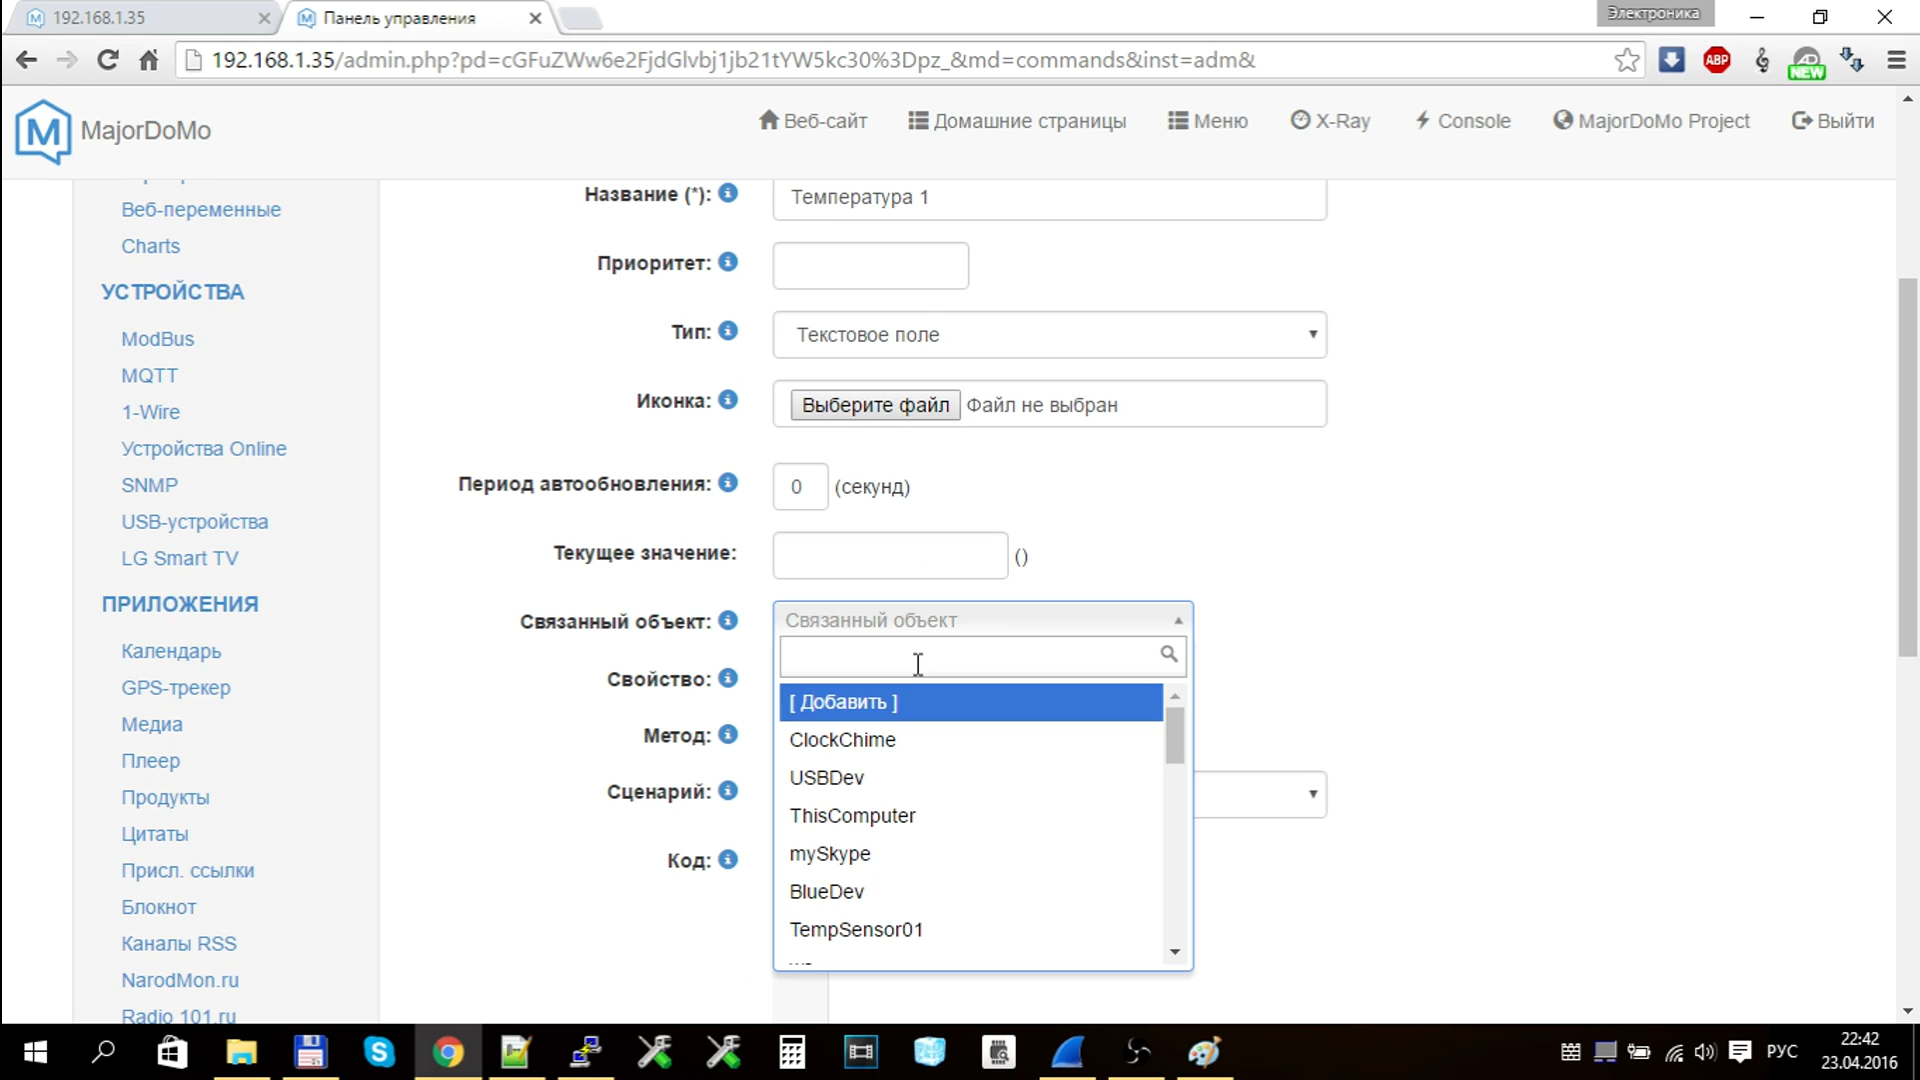 192.168.1.35
Панель управления
Электроника
192.168.1.35/admin.php?pd=cGFuZWw6e2FjdGlvbj1jb21tYW5kc30%3Dpz_&md=commands&inst=adm&
ABP
NEW
MajorDoMo
Веб-сайт
Домашние страницы
Меню
X-Ray
Console
MajorDoMo Project
Выйти
Веб-переменные
Charts
УСТРОЙСТВА
ModBus
MQTT
1-Wire
Устройства Online
SNMP
USB-устройства
LG Smart TV
ПРИЛОЖЕНИЯ
Календарь
GPS-трекер
Медиа
Плеер
Продукты
Цитаты
Присл. ссылки
Блокнот
Каналы RSS
NarodMon.ru
Radio 101.ru
Название (*):
Температура 1
Приоритет:
Тип:
Текстовое поле
Иконка:
Выберите файл Файл не выбран
Период автообновления:
0 (секунд)
Текущее значение:
()
Связанный объект:
Связанный объект
[ Добавить ]
ClockChime
USBDev
ThisComputer
mySkype
BlueDev
TempSensor01
Свойство:
Метод:
Сценарий:
Код:
РУС
22:42
23.04.2016